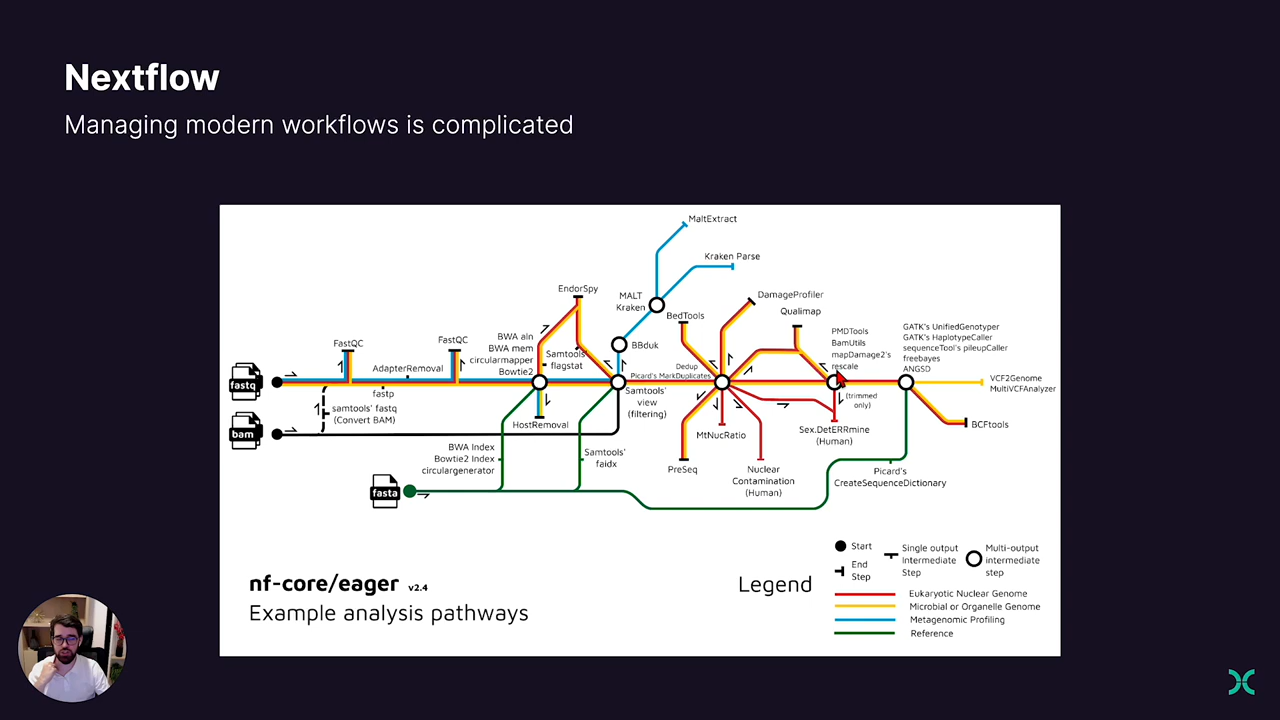 Nextflow
Managing modern workflows is complicated
MaltExtract
Kraken Parse
EndorSpy
MALT
Kraken
DamageProfiler
BedTools
Qualimap
FastQC
FastQC
BWA aln
BWA mem
circularmapper
Bowtie2
Samtools
flagstat
BBduk
PMDTools
BamUtils
mapDamage2's
rescale
GATK's UnifiedGenotyper
GATK's HaplotypeCaller
sequenceTool's pileupCaller
freebayes
ANGSD
AdapterRemoval
Dedup
Picard's MarkDuplicates
fastq
fastp
VCF2Genome
MultiVCFAnalyzer
samtools' fastq
(Convert BAM)
Samtools'
view
(filtering)
(trimmed
only)
bam
HostRemoval
MtNucRatio
Sex.DetERRmine
(Human)
BCFtools
BWA Index
Bowtie2 Index
circulargenerator
Samtools'
faidx
PreSeq
Nuclear
Contamination
(Human)
Picard's
CreateSequenceDictionary
fasta
nf-core/eager v2.4
Example analysis pathways
Legend
Start
End
Step
Single output
Intermediate
Step
Multi-output
intermediate
step
Eukaryotic Nuclear Genome
Microbial or Organelle Genome
Metagenomic Profiling
Reference